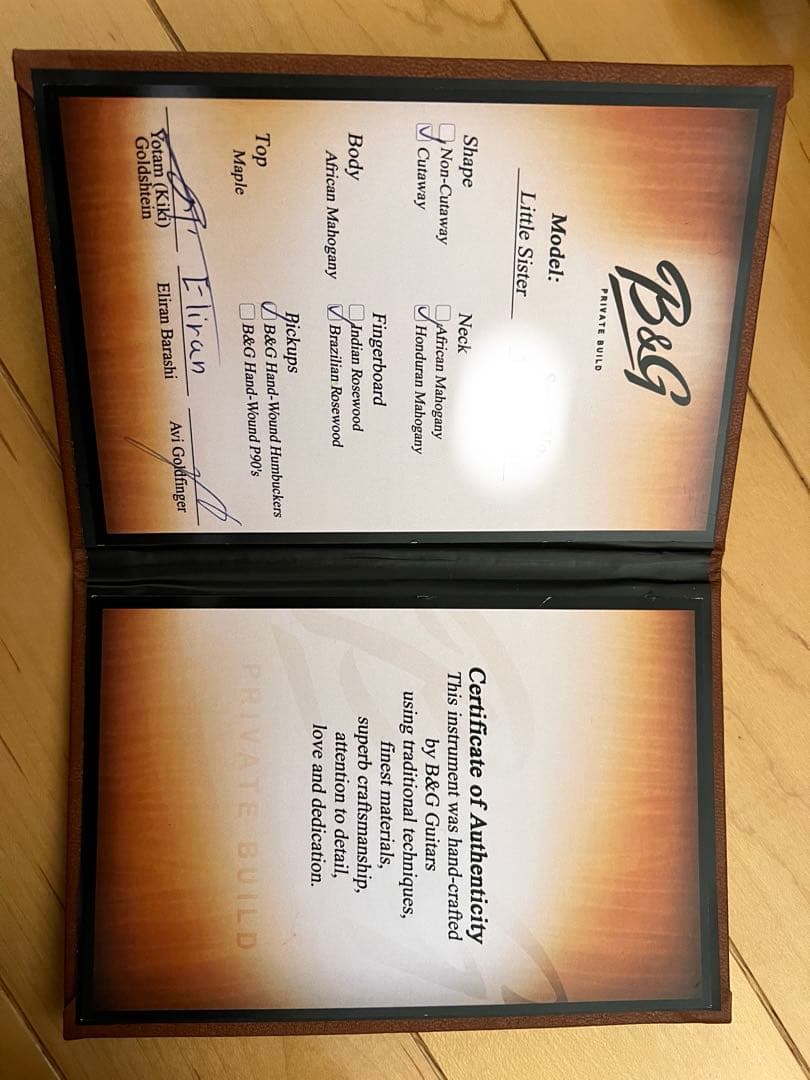 B&G
PRIVATE BUILD
Model:
Little Sister
Shape
Non-Cutaway
✓ Cutaway
Neck
African Mahogany
✓ Honduran Mahogany
Body
African Mahogany
Fingerboard
Indian Rosewood
✓ Brazilian Rosewood
Top
Maple
Pickups
✓ B&G Hand-Wound Humbuckers
B&G Hand-Wound P90's
Eliran
Yotam (Kiki)
Goldshtein
Eliran Barashi
Avi Goldfinger
Certificate of Authenticity
This instrument was hand-crafted
by B&G Guitars
using traditional techniques,
finest materials,
superb craftsmanship,
attention to detail,
love and dedication.
PRIVATE BUILD